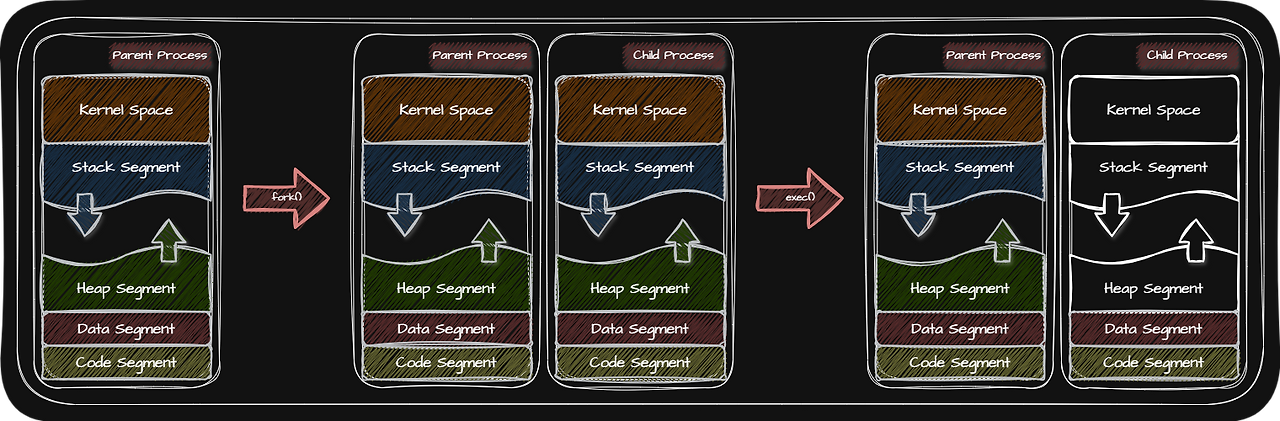 Parent Process
Kernel Space
Stack Segment
Heap Segment
Data Segment
Code Segment
fork()
Parent Process
Kernel Space
Stack Segment
Heap Segment
Data Segment
Code Segment
Child Process
Kernel Space
Stack Segment
Heap Segment
Data Segment
Code Segment
exec()
Parent Process
Kernel Space
Stack Segment
Heap Segment
Data Segment
Code Segment
Child Process
Kernel Space
Stack Segment
Heap Segment
Data Segment
Code Segment